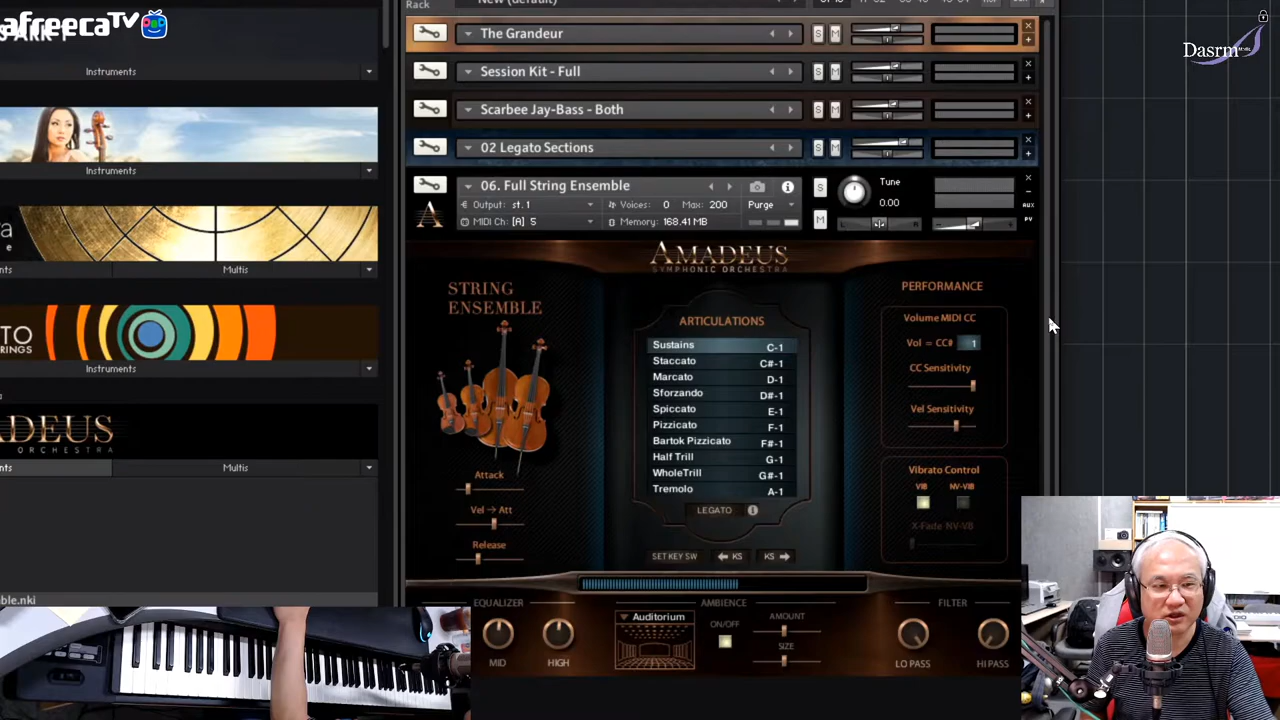 afreecaTV
Dasrm
Rack
New (default)
The Grandeur
S M
Instruments
Session Kit - Full
S M
Scarbee Jay-Bass - Both
S M
02 Legato Sections
S M
Instruments
06. Full String Ensemble
S
Tune
Output: st. 1
Voices: 0 Max: 200
Purge
0.00
AUX
MIDI Ch: [A] 5
Memory: 168.41 MB
M
PV
A
AMADEUS
SYMPHONIC ORCHESTRA
Multis
STRING
ENSEMBLE
ARTICULATIONS
Sustains C-1
Staccato C#-1
Marcato D-1
Sforzando D#-1
Spiccato E-1
Pizzicato F-1
Bartok Pizzicato F#-1
Half Trill G-1
WholeTrill G#-1
Tremolo A-1
LEGATO i
SET KEY SW KS KS
PERFORMANCE
Volume MIDI CC
Vol = CC# 1
CC Sensitivity
Vel Sensitivity
Vibrato Control
VIB NV-VIB
X-Fade NV-VB
Instruments
Attack
Vel → Att
Release
ADEUS
ORCHESTRA
Multis
ble.nki
EQUALIZER
MID
HIGH
Auditorium
AMBIENCE
ON/OFF
AMOUNT
SIZE
FILTER
LO PASS
HI PASS